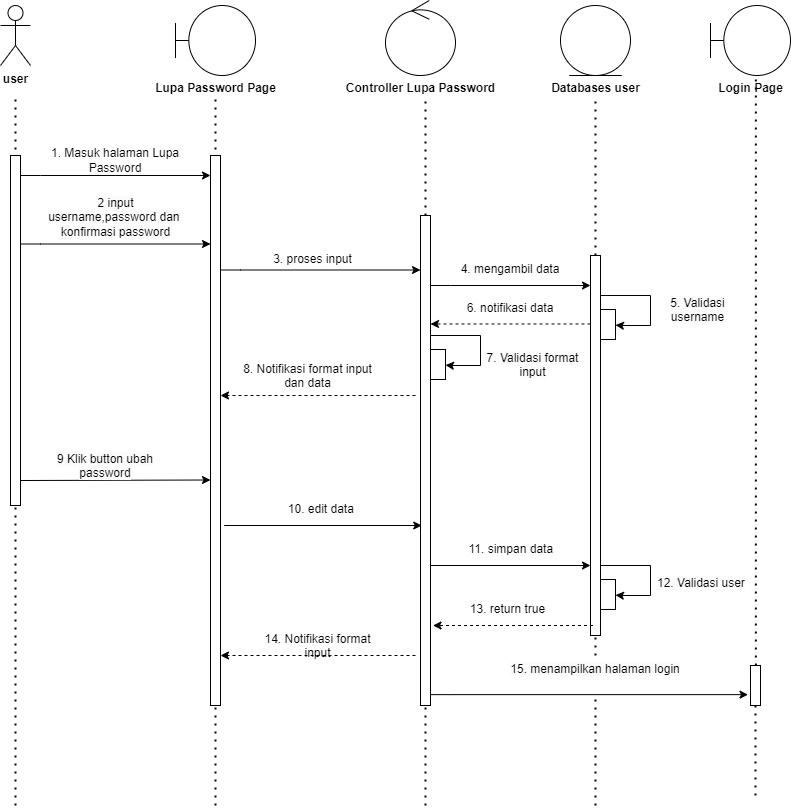 user
Lupa Password Page
Controller Lupa Password
Databases user
Login Page
1. Masuk halaman Lupa
Password
2 input
username,password dan
konfirmasi password
3. proses input
4. mengambil data
5. Validasi
username
6. notifikasi data
7. Validasi format
input
8. Notifikasi format input
dan data
9 Klik button ubah
password
10. edit data
11. simpan data
12. Validasi user
13. return true
14. Notifikasi format
input
15. menampilkan halaman login